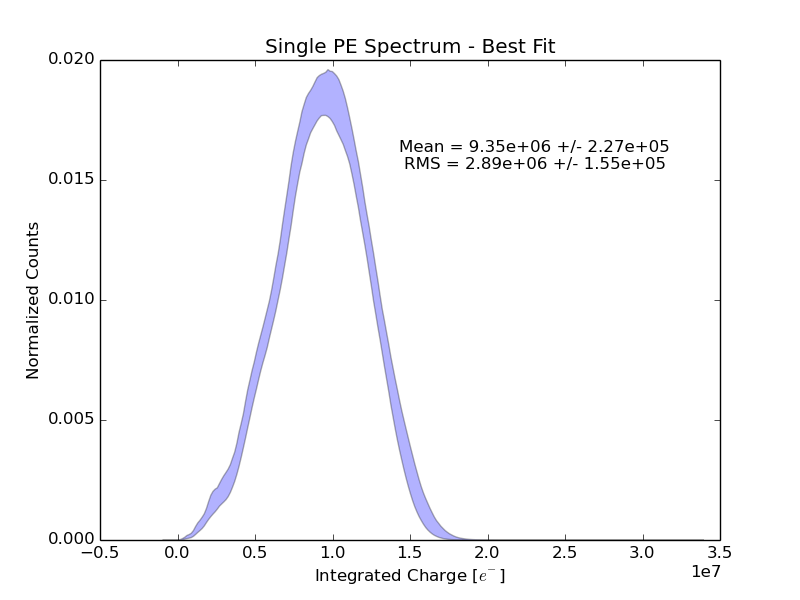 Single PE Spectrum - Best Fit
0.020
Mean = 9.35e+06 +/- 2.27e+05
RMS = 2.89e+06 +/- 1.55e+05
0.015
Normalized Counts
0.010
0.005
0.000
−0.5 0.0 0.5 1.0 1.5 2.0 2.5 3.0 3.5
1e7
Integrated Charge [e⁻]